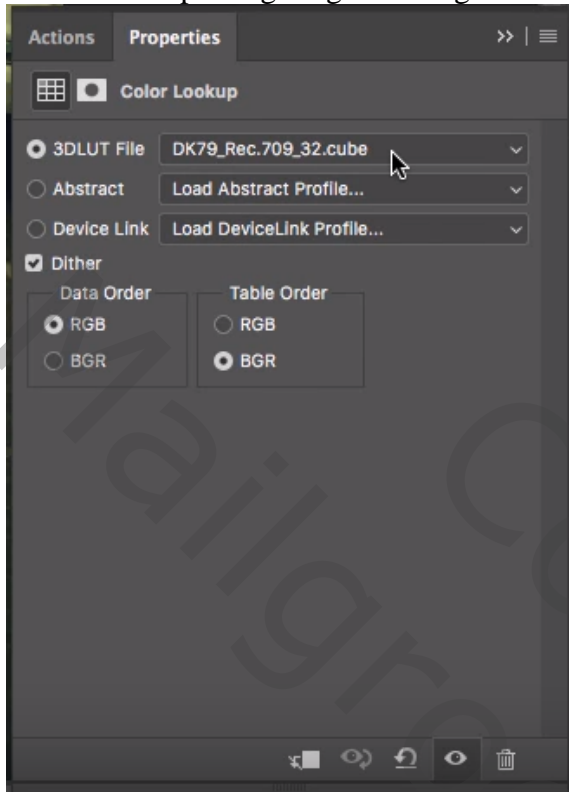 Actions Properties
Color Lookup
3DLUT File DK79_Rec.709_32.cube
Abstract Load Abstract Profile...
Device Link Load DeviceLink Profile...
Dither
Data Order Table Order
RGB RGB
BGR BGR